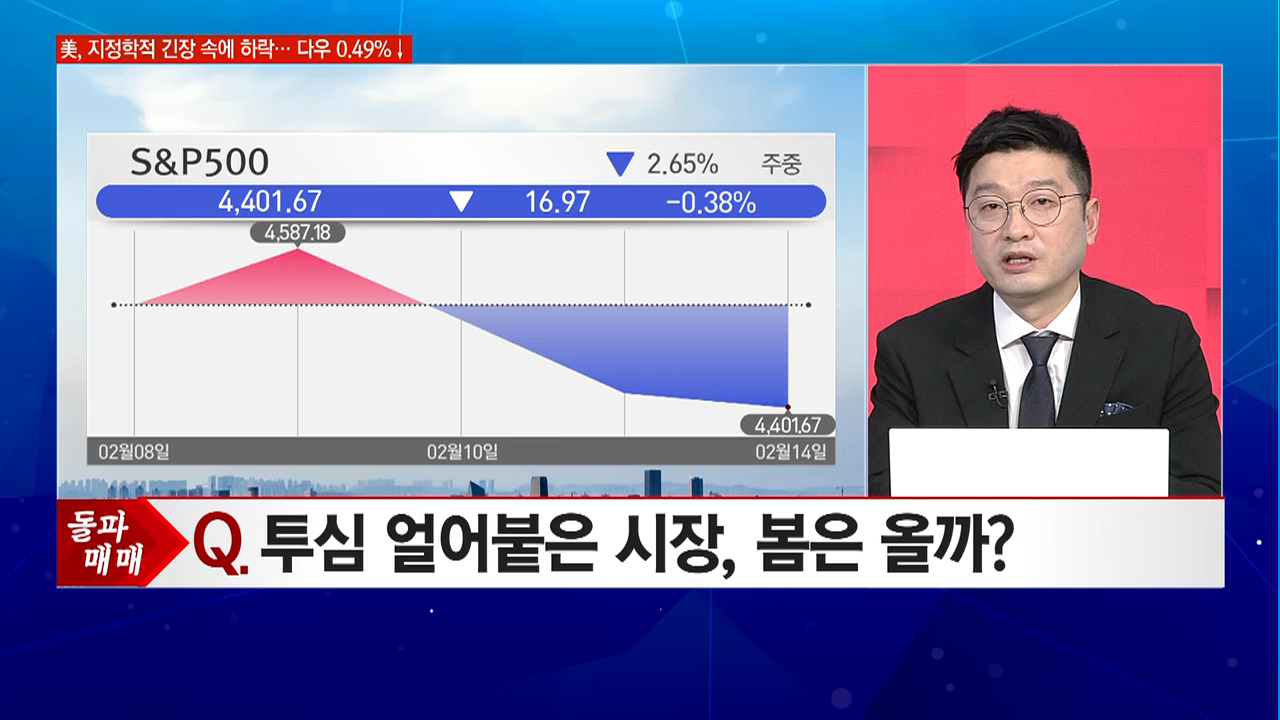 美, 지정학적 긴장 속에 하락… 다우 0.49%↓
S&P500 ▼ 2.65% 주중
4,401.67 ▼ 16.97 -0.38%
4,587.18
4,401.67
02월08일 02월10일 02월14일
돌파
매매
Q. 투심 얼어붙은 시장, 봄은 올까?